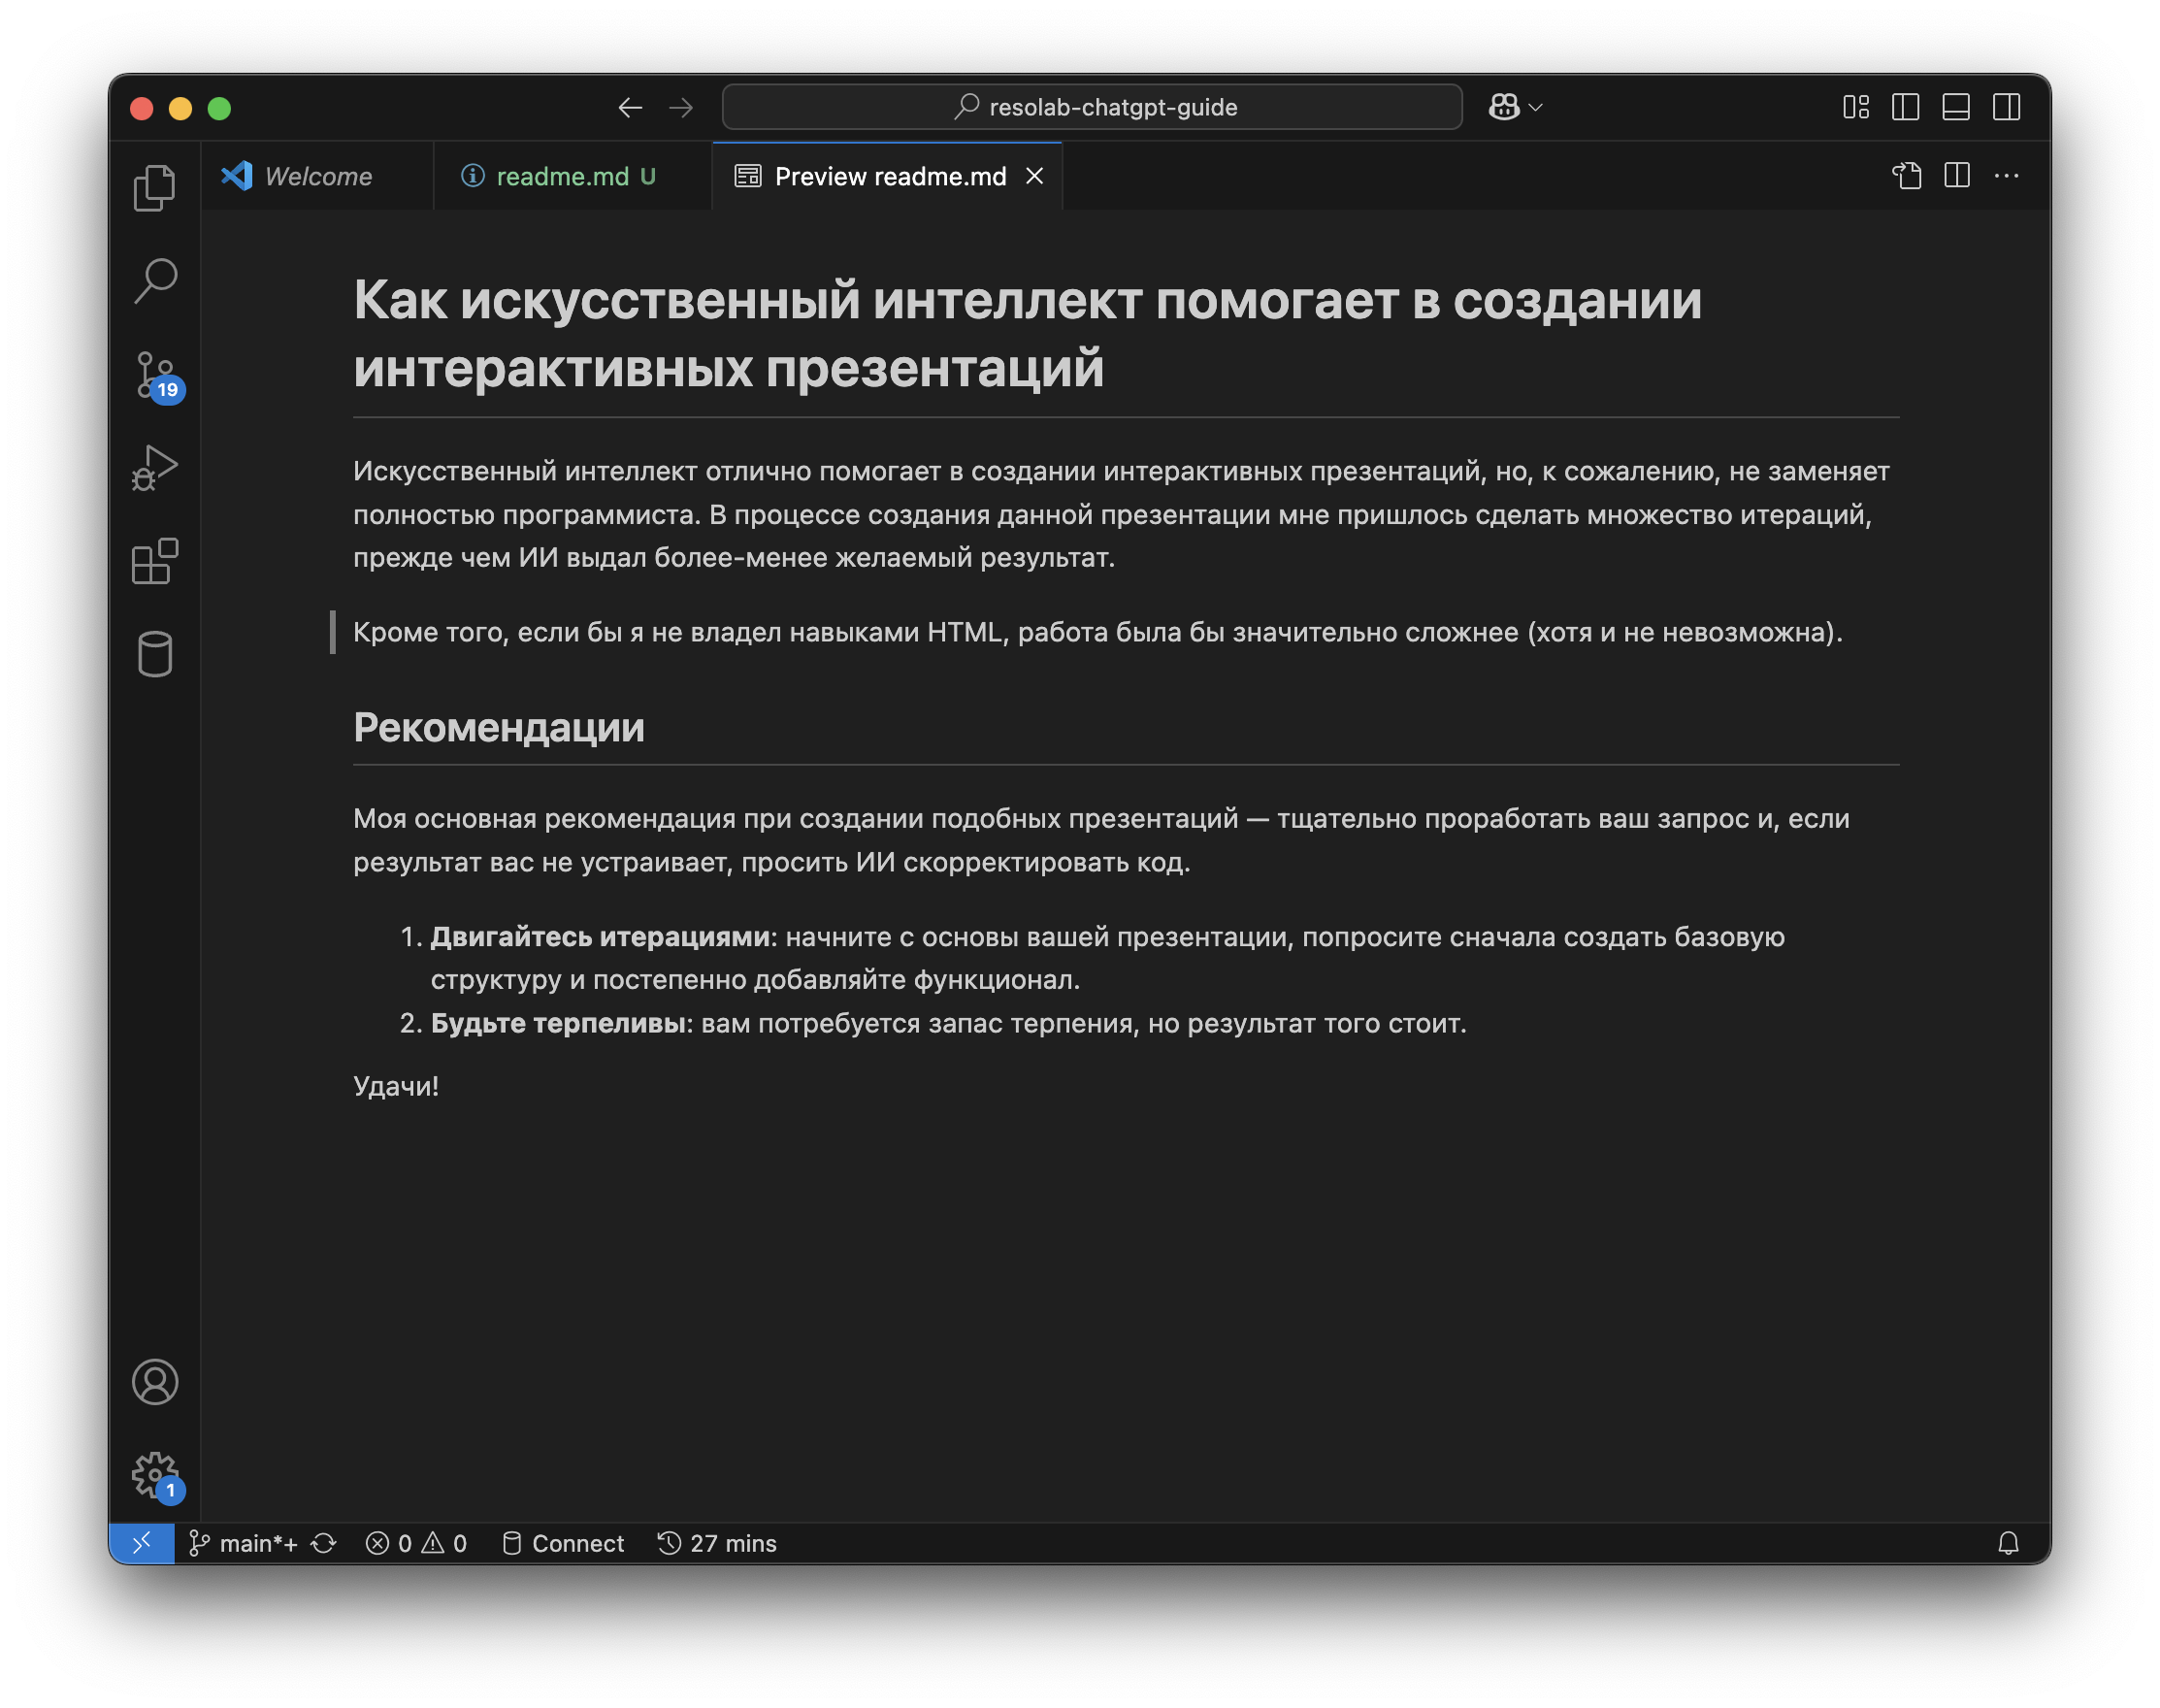 resolab-chatgpt-guide
Welcome
readme.md U
Preview readme.md
Как искусственный интеллект помогает в создании
интерактивных презентаций
Искусственный интеллект отлично помогает в создании интерактивных презентаций, но, к сожалению, не заменяет
полностью программиста. В процессе создания данной презентации мне пришлось сделать множество итераций,
прежде чем ИИ выдал более-менее желаемый результат.
Кроме того, если бы я не владел навыками HTML, работа была бы значительно сложнее (хотя и не невозможна).
Рекомендации
Моя основная рекомендация при создании подобных презентаций — тщательно проработать ваш запрос и, если
результат вас не устраивает, просить ИИ скорректировать код.
1. Двигайтесь итерациями: начните с основы вашей презентации, попросите сначала создать базовую
структуру и постепенно добавляйте функционал.
2. Будьте терпеливы: вам потребуется запас терпения, но результат того стоит.
Удачи!
19
1
main*+ 0 0 Connect 27 mins